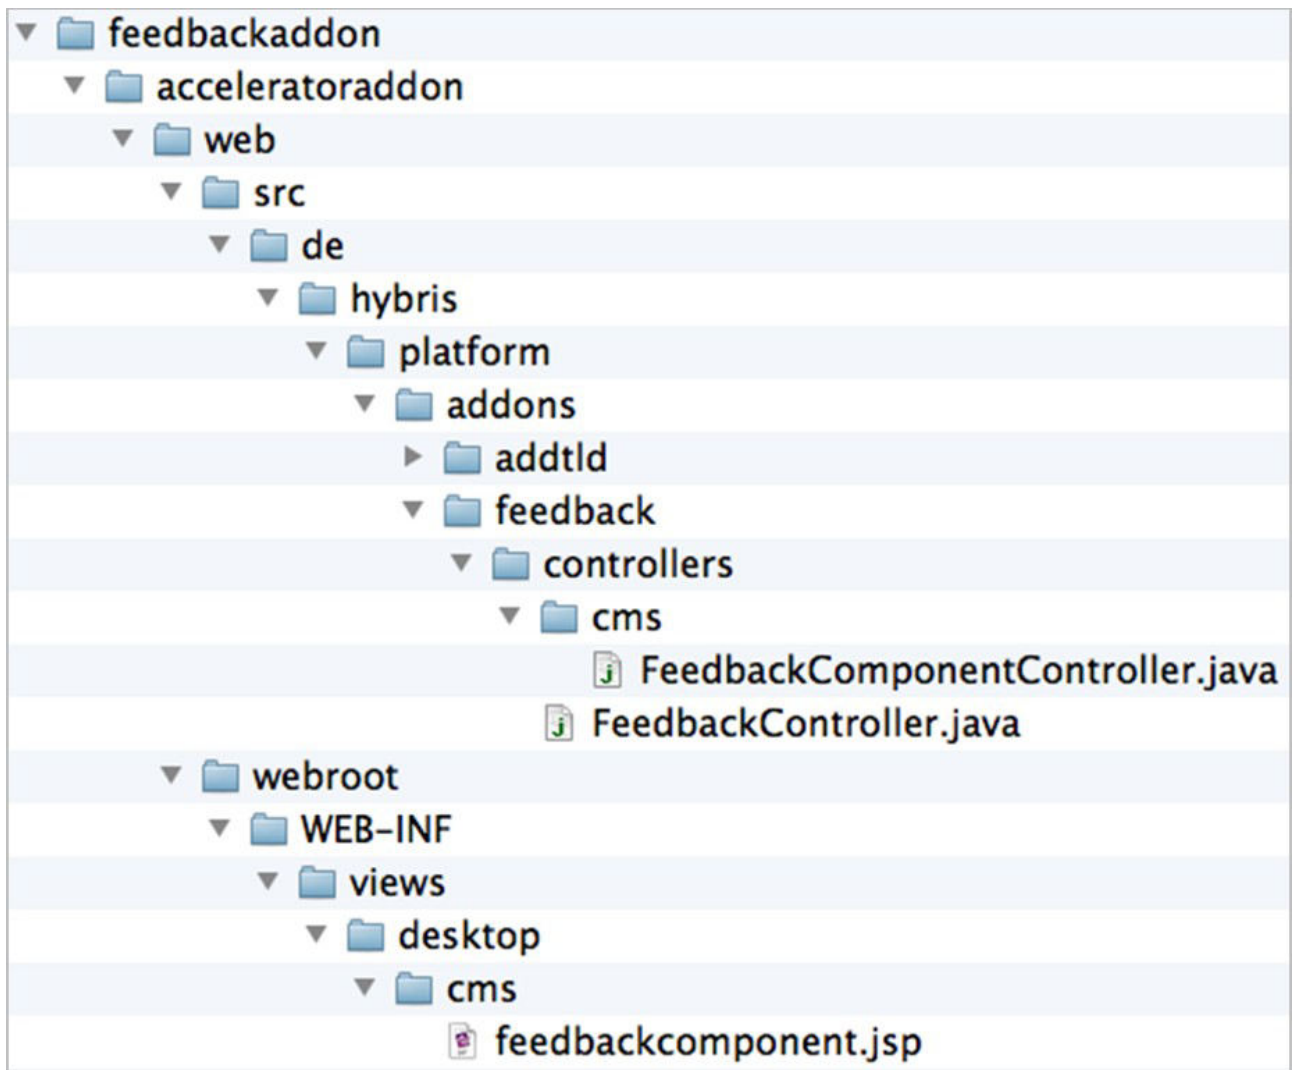 feedbackaddon
acceleratoraddon
web
src
de
hybris
platform
addons
addtld
feedback
controllers
cms
FeedbackComponentController.java
FeedbackController.java
webroot
WEB-INF
views
desktop
cms
feedbackcomponent.jsp